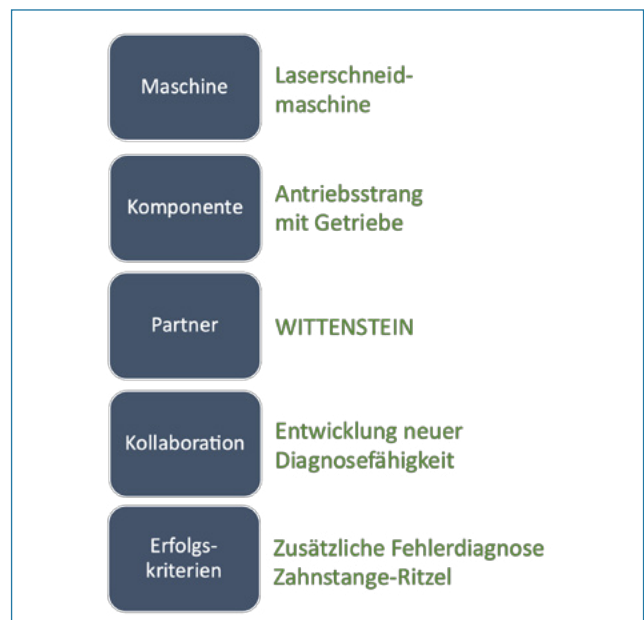 Maschine
Laserschneid-
maschine
Komponente
Antriebsstrang
mit Getriebe
Partner
WITTENSTEIN
Kollaboration
Entwicklung neuer
Diagnosefähigkeit
Erfolgs-
kriterien
Zusätzliche Fehlerdiagnose
Zahnstange-Ritzel